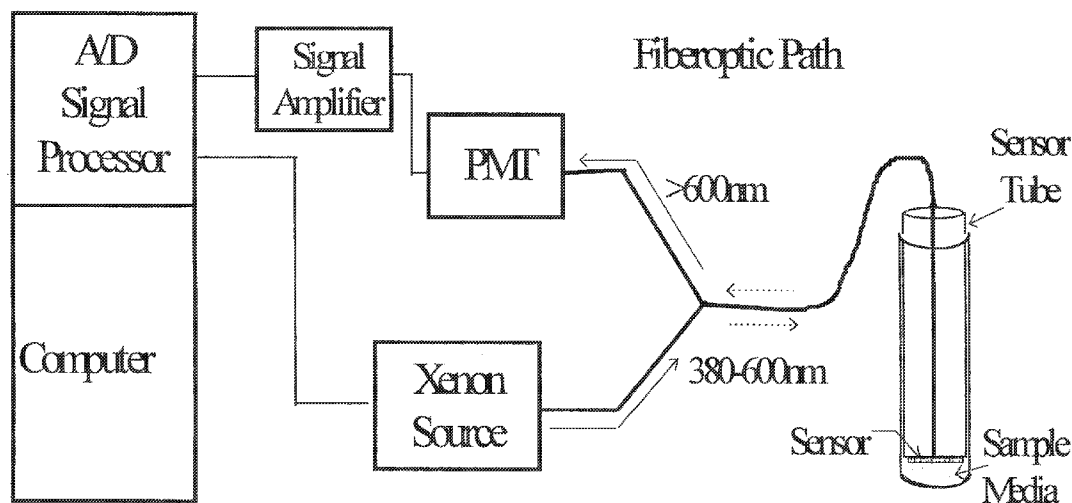 A/D
Signal
Processor
Computer
Signal
Amplifier
PMT
Xenon
Source
Fiberoptic Path
>600nm
380-600nm
Sensor
Tube
Sensor
Sample
Media